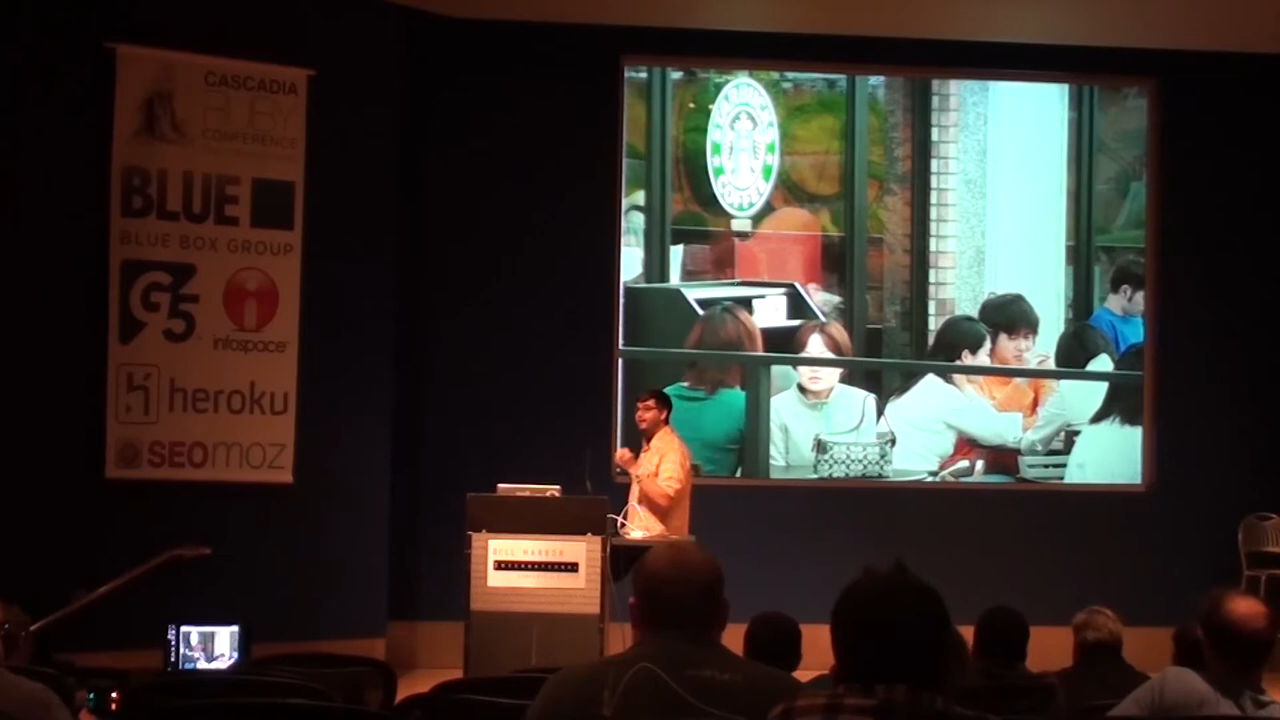 CASCADIA
RUBY
CONFERENCE
BLUE
BLUE BOX GROUP
G5
infospace
heroku
SEOmoz
STARBUCKS
COFFEE
BELL HARBOR
INTERNATIONAL